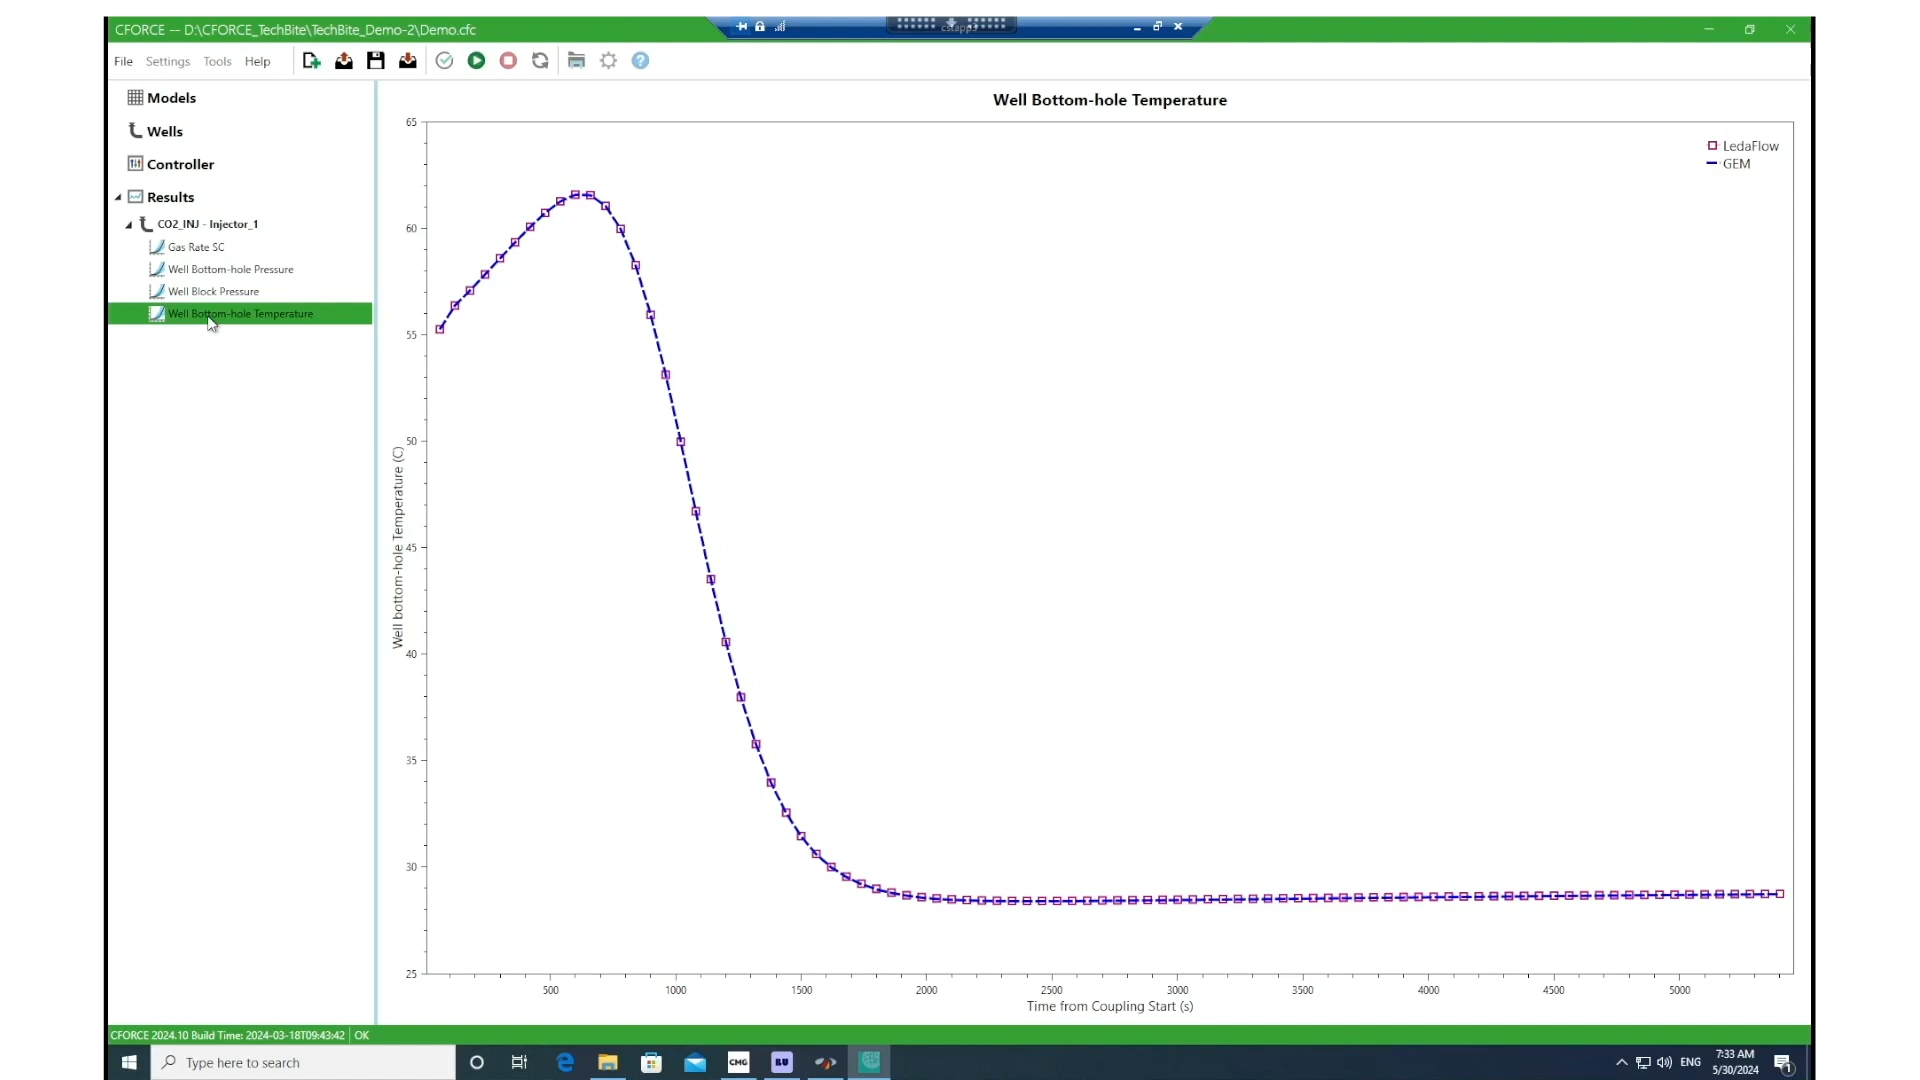 CFORCE -- D:\CFORCE_TechBite\TechBite_Demo-2\Demo.cfc
File Settings Tools Help
Models
Wells
Controller
Results
CO2_INJ - Injector_1
Gas Rate SC
Well Bottom-hole Pressure
Well Block Pressure
Well Bottom-hole Temperature
Well Bottom-hole Temperature
LedaFlow
GEM
65
60
55
50
45
40
35
30
25
Well bottom-hole Temperature (C)
500 1000 1500 2000 2500 3000 3500 4000 4500 5000
Time from Coupling Start (s)
CFORCE 2024.10 Build Time: 2024-03-18T09:43:42 OK
Type here to search
CMG
BU
ENG
7:33 AM
5/30/2024
1